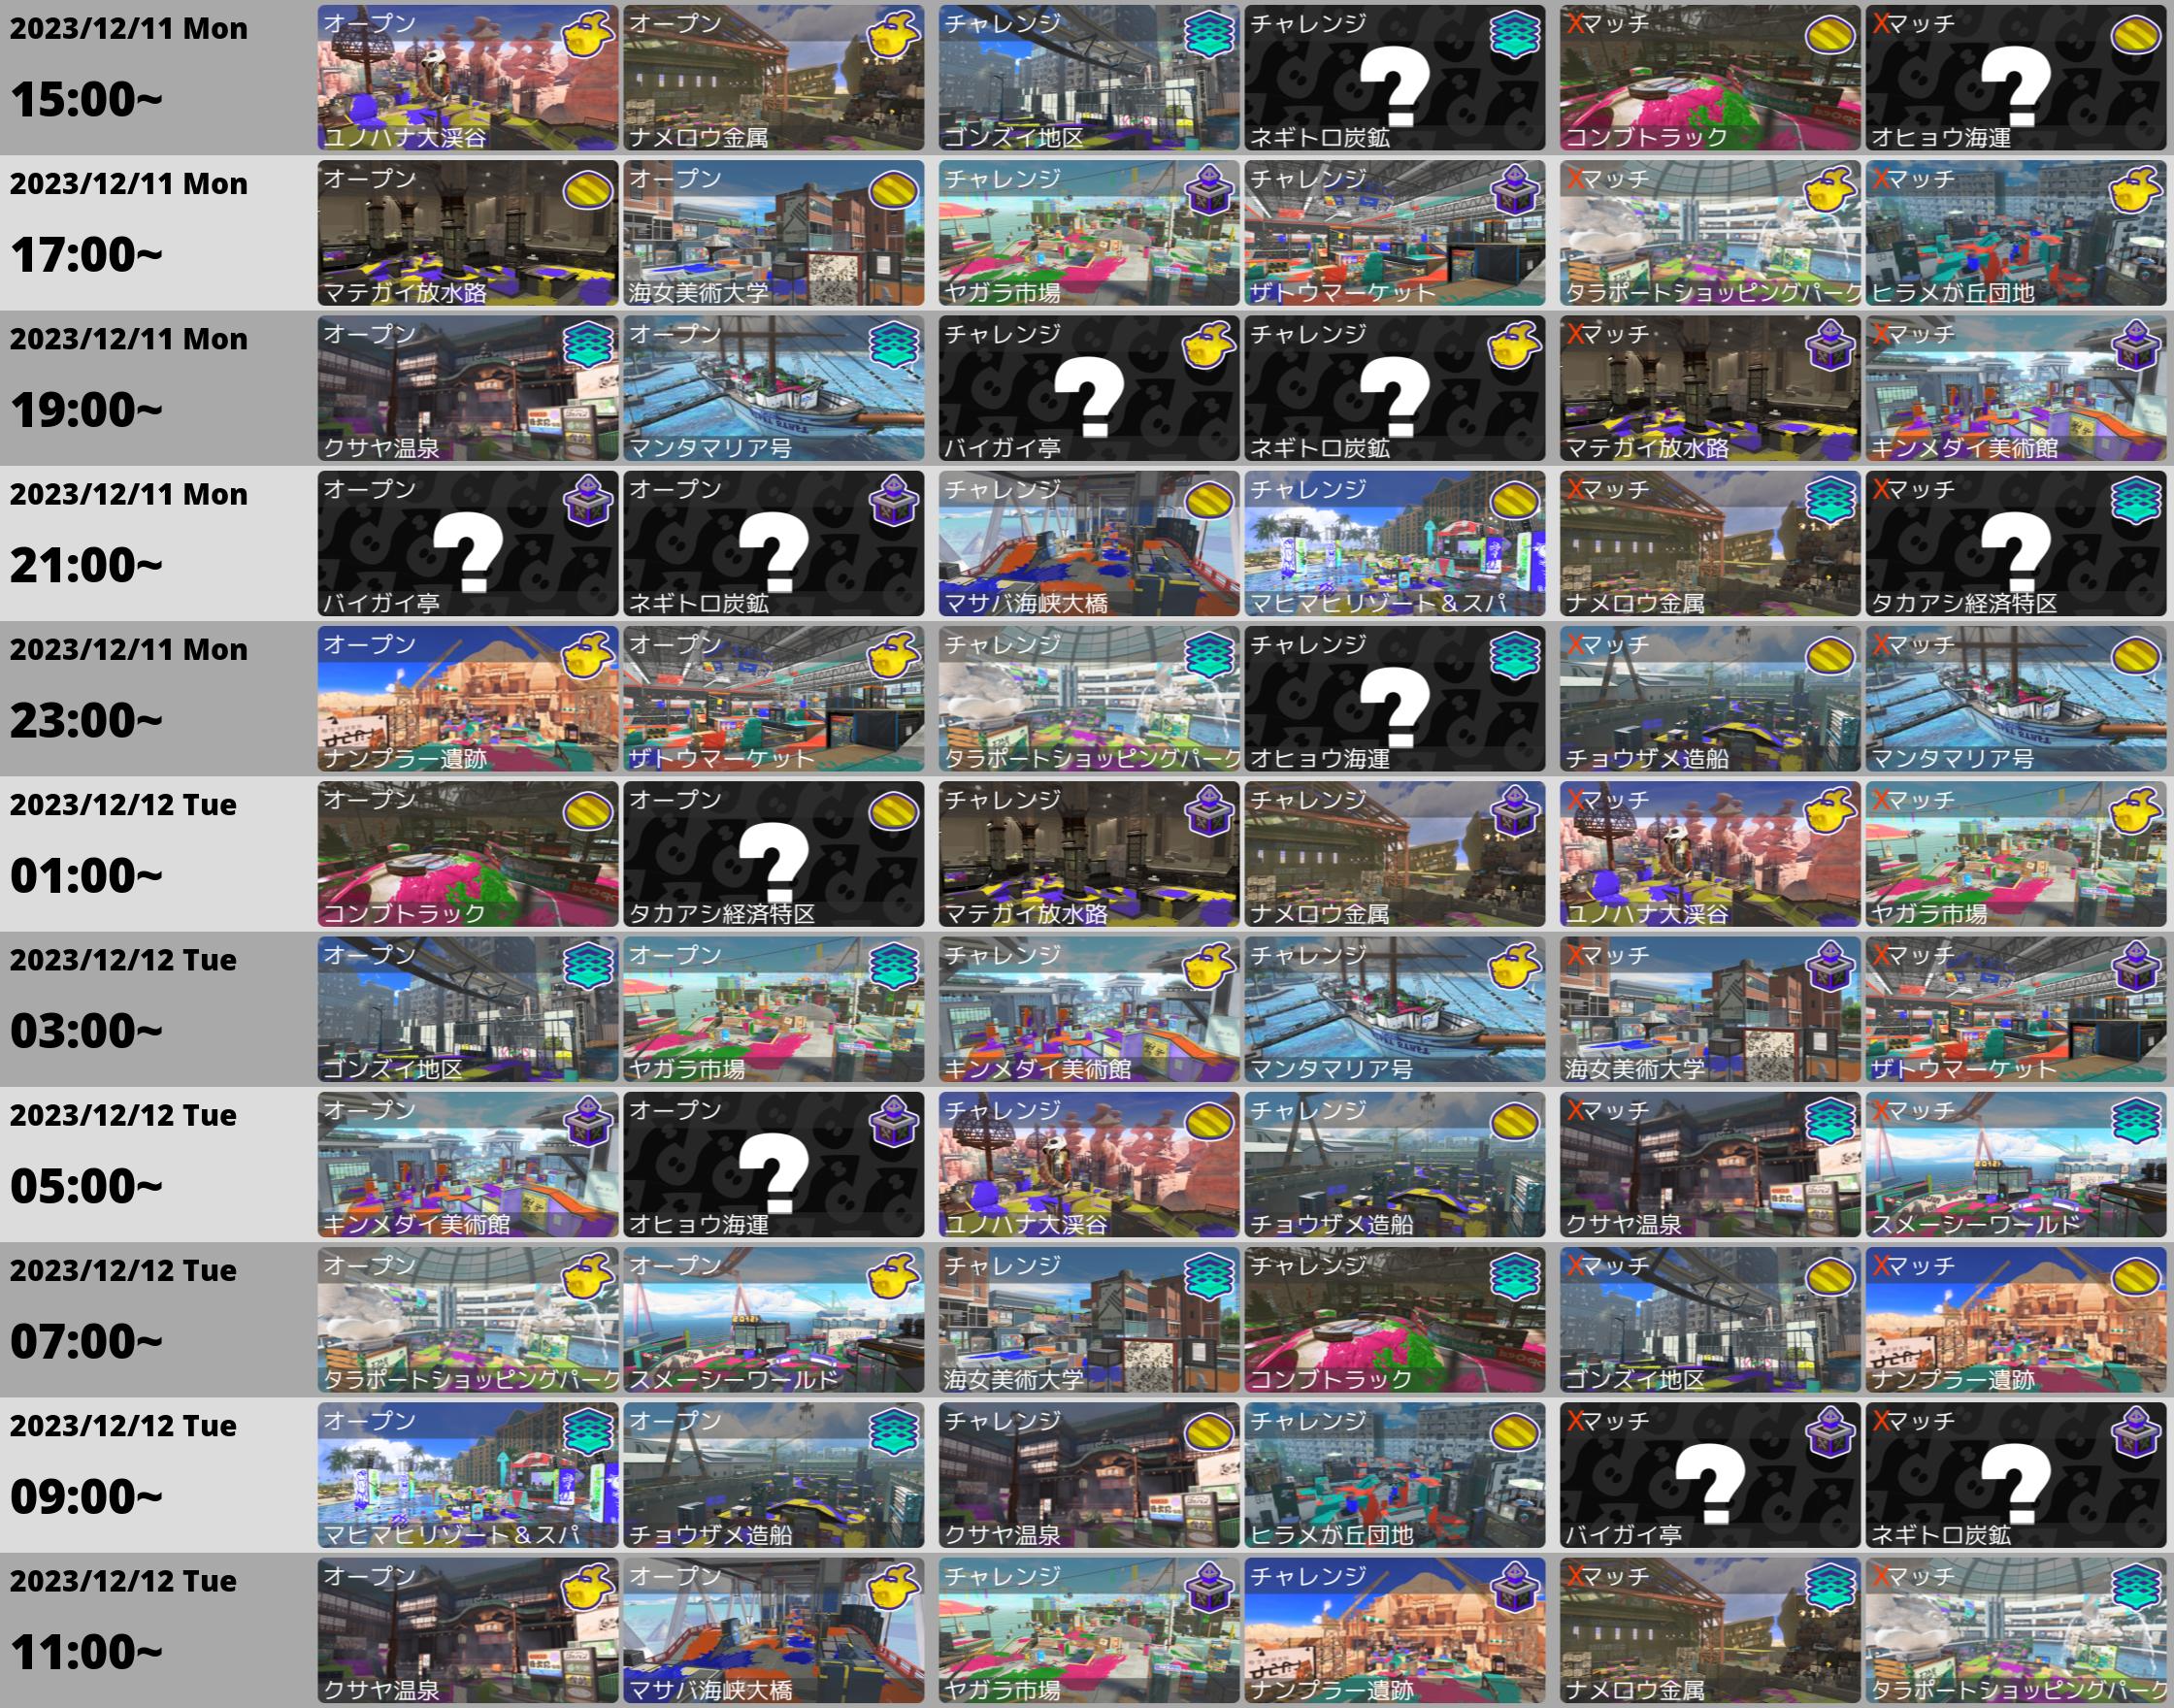 2023/12/11 Mon
15:00~
オープン
ユノハナ大渓谷
オープン
ナメロウ金属
チャレンジ
ゴンズイ地区
チャレンジ
ネギトロ炭鉱
Xマッチ
コンブトラック
Xマッチ
オヒョウ海運
2023/12/11 Mon
17:00~
オープン
マテガイ放水路
オープン
海女美術大学
チャレンジ
ヤガラ市場
チャレンジ
ザトウマーケット
Xマッチ
タラポートショッピングパーク
Xマッチ
ヒラメが丘団地
2023/12/11 Mon
19:00~
オープン
クサヤ温泉
オープン
マンタマリア号
チャレンジ
バイガイ亭
チャレンジ
ネギトロ炭鉱
Xマッチ
マテガイ放水路
Xマッチ
キンメダイ美術館
2023/12/11 Mon
21:00~
オープン
バイガイ亭
オープン
ネギトロ炭鉱
チャレンジ
マサバ海峡大橋
チャレンジ
マヒマヒリゾート＆スパ
Xマッチ
ナメロウ金属
Xマッチ
タカアシ経済特区
2023/12/11 Mon
23:00~
オープン
ナンプラー遺跡
オープン
ザトウマーケット
チャレンジ
タラポートショッピングパーク
チャレンジ
オヒョウ海運
Xマッチ
チョウザメ造船
Xマッチ
マンタマリア号
2023/12/12 Tue
01:00~
オープン
コンブトラック
オープン
タカアシ経済特区
チャレンジ
マテガイ放水路
チャレンジ
ナメロウ金属
Xマッチ
ユノハナ大渓谷
Xマッチ
ヤガラ市場
2023/12/12 Tue
03:00~
オープン
ゴンズイ地区
オープン
ヤガラ市場
チャレンジ
キンメダイ美術館
チャレンジ
マンタマリア号
Xマッチ
海女美術大学
Xマッチ
ザトウマーケット
2023/12/12 Tue
05:00~
オープン
キンメダイ美術館
オープン
オヒョウ海運
チャレンジ
ユノハナ大渓谷
チャレンジ
チョウザメ造船
Xマッチ
クサヤ温泉
Xマッチ
スメーシーワールド
2023/12/12 Tue
07:00~
オープン
タラポートショッピングパーク
オープン
スメーシーワールド
チャレンジ
海女美術大学
チャレンジ
コンブトラック
Xマッチ
ゴンズイ地区
Xマッチ
ナンプラー遺跡
2023/12/12 Tue
09:00~
オープン
マヒマヒリゾート＆スパ
オープン
チョウザメ造船
チャレンジ
クサヤ温泉
チャレンジ
ヒラメが丘団地
Xマッチ
バイガイ亭
Xマッチ
ネギトロ炭鉱
2023/12/12 Tue
11:00~
オープン
クサヤ温泉
オープン
マサバ海峡大橋
チャレンジ
ヤガラ市場
チャレンジ
ナンプラー遺跡
Xマッチ
ナメロウ金属
Xマッチ
タラポートショッピングパーク